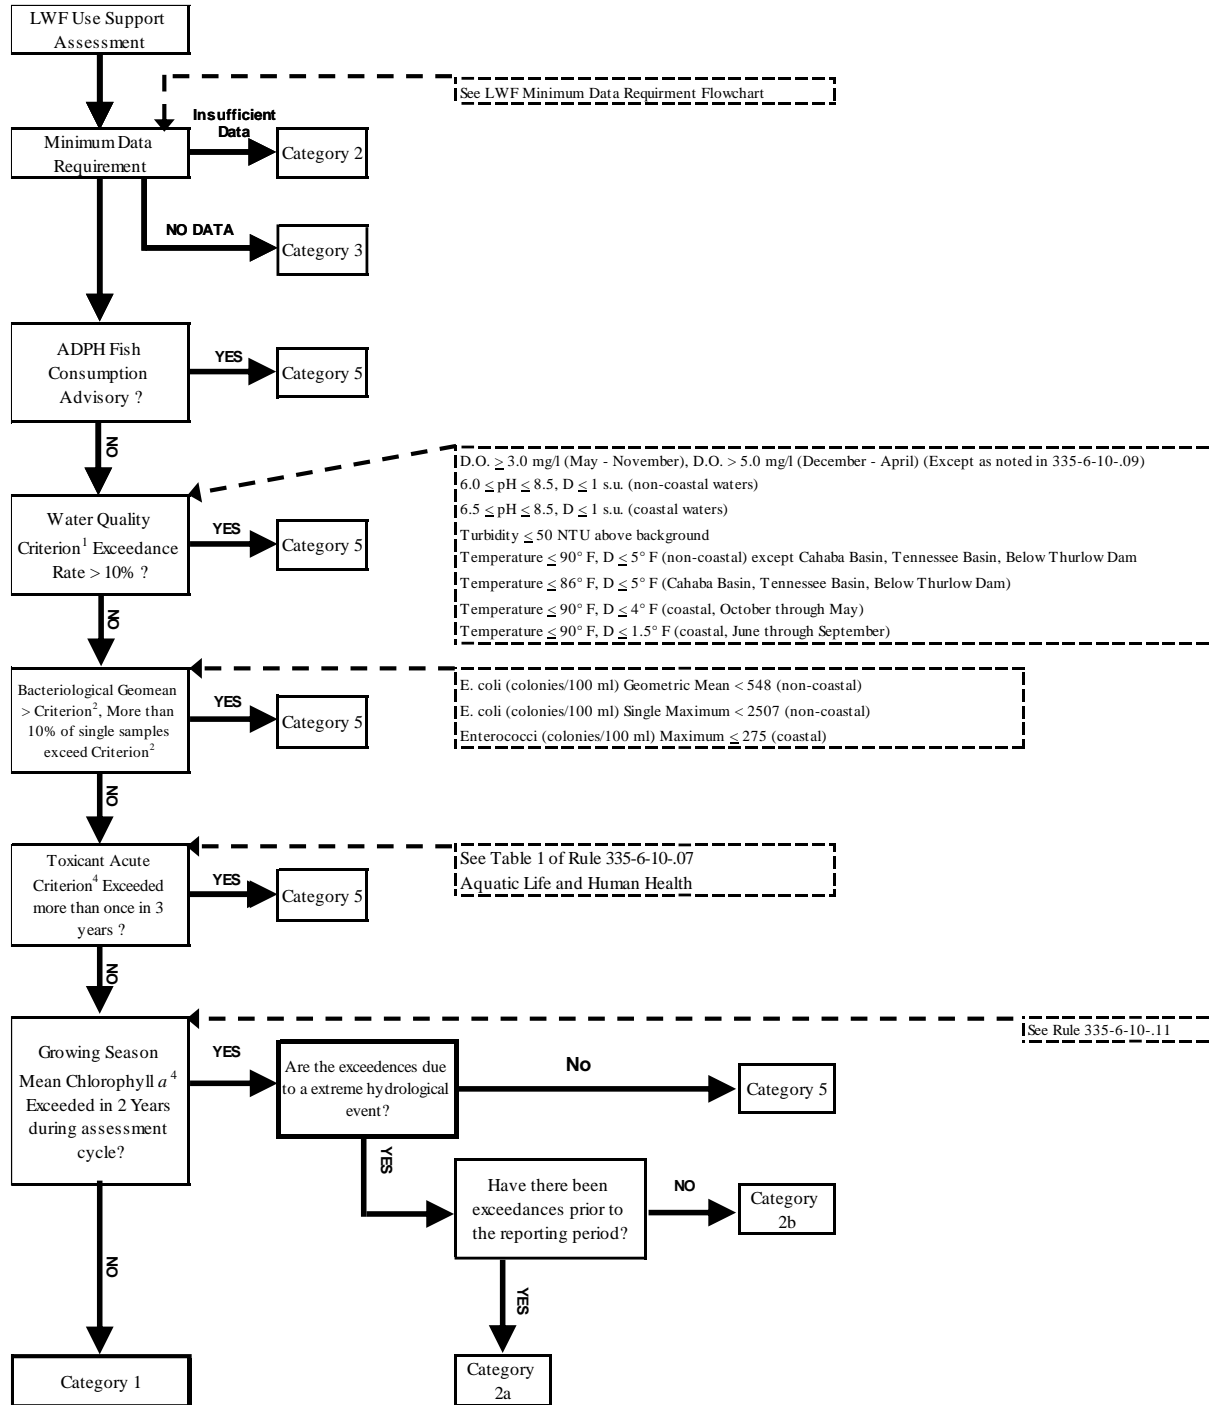 LWF Use Support
Assessment
See LWF Minimum Data Requirment Flowchart
Insufficient
Data
Minimum Data
Requirement
Category 2
NO DATA
Category 3
ADPH Fish
Consumption
Advisory ?
YES
Category 5
NO
D.O. ≥ 3.0 mg/l (May - November), D.O. > 5.0 mg/l (December - April) (Except as noted in 335-6-10-.09)
6.0 ≤ pH ≤ 8.5, D ≤ 1 s.u. (non-coastal waters)
6.5 ≤ pH ≤ 8.5, D ≤ 1 s.u. (coastal waters)
Turbidity ≤ 50 NTU above background
Temperature ≤ 90° F, D ≤ 5° F (non-coastal) except Cahaba Basin, Tennessee Basin, Below Thurlow Dam
Temperature ≤ 86° F, D ≤ 5° F (Cahaba Basin, Tennessee Basin, Below Thurlow Dam)
Temperature ≤ 90° F, D ≤ 4° F (coastal, October through May)
Temperature ≤ 90° F, D ≤ 1.5° F (coastal, June through September)
Water Quality
Criterion¹ Exceedance
Rate > 10% ?
YES
Category 5
NO
Bacteriological Geomean
> Criterion², More than
10% of single samples
exceed Criterion²
YES
Category 5
E. coli (colonies/100 ml) Geometric Mean < 548 (non-coastal)
E. coli (colonies/100 ml) Single Maximum < 2507 (non-coastal)
Enterococci (colonies/100 ml) Maximum ≤ 275 (coastal)
NO
Toxicant Acute
Criterion⁴ Exceeded
more than once in 3
years ?
YES
Category 5
See Table 1 of Rule 335-6-10-.07
Aquatic Life and Human Health
NO
See Rule 335-6-10-.11
Growing Season
Mean Chlorophyll a ⁴
Exceeded in 2 Years
during assessment
cycle?
YES
Are the exceedences due
to a extreme hydrological
event?
No
Category 5
YES
Have there been
exceedances prior to
the reporting period?
NO
Category
2b
NO
YES
Category 1
Category
2a